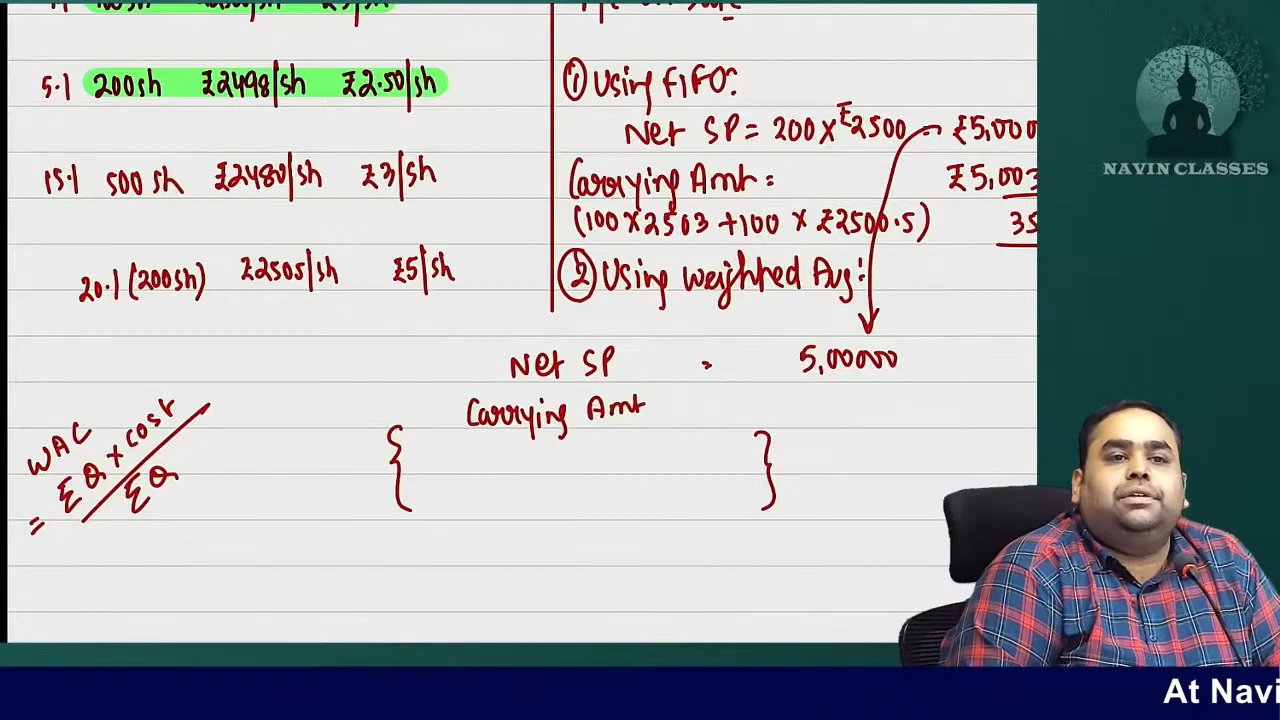 5.1 200sh ₹2498/sh ₹2.50/sh
15.1 500 sh ₹2480/sh ₹3/sh
20.1 (200sh) ₹2505/sh ₹5/sh
WAC
= ΣQ x cost
ΣQ
① Using FIFO:
Net SP = 200 x ₹2500 ₹5,000
Carrying Amt = ₹5,003
(100 x 2503 + 100 x ₹2500.5) 35
② Using weighted Avg:
Net SP = 5,00000
Carrying Amt
{ }
NAVIN CLASSES
At Navi